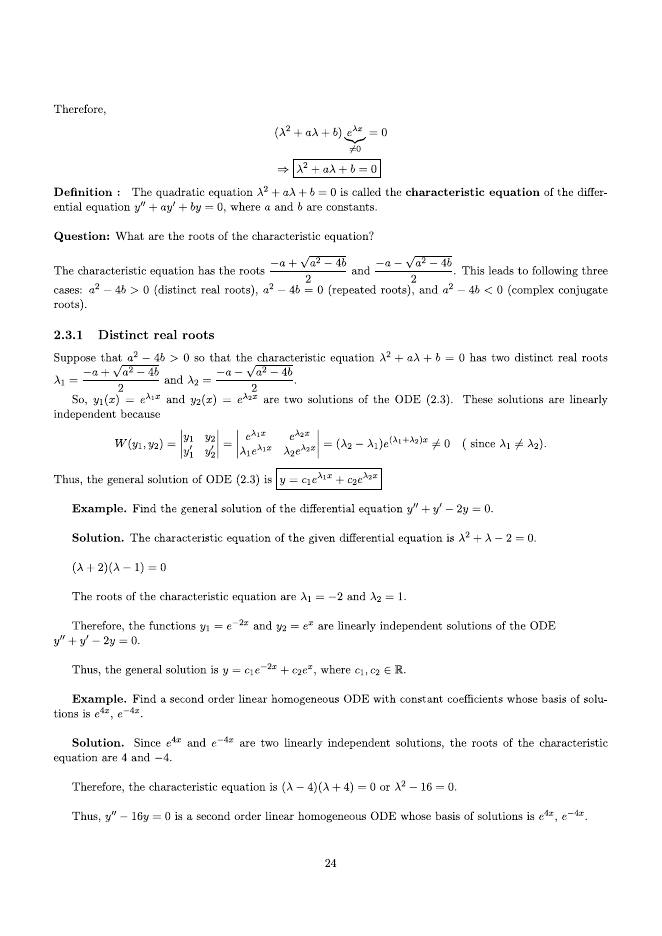 Therefore,
(λ² + aλ + b) e^{λx} = 0
≠0
⇒ λ² + aλ + b = 0
Definition : The quadratic equation λ² + aλ + b = 0 is called the characteristic equation of the differ-
ential equation y″ + ay′ + by = 0, where a and b are constants.
Question: What are the roots of the characteristic equation?
The characteristic equation has the roots \frac{−a + √(a² − 4b)}{2} and \frac{−a − √(a² − 4b)}{2}. This leads to following three
cases: a² − 4b > 0 (distinct real roots), a² − 4b = 0 (repeated roots), and a² − 4b < 0 (complex conjugate
roots).
2.3.1 Distinct real roots
Suppose that a² − 4b > 0 so that the characteristic equation λ² + aλ + b = 0 has two distinct real roots
λ₁ = \frac{−a + √(a² − 4b)}{2} and λ₂ = \frac{−a − √(a² − 4b)}{2}.
So, y₁(x) = e^{λ₁x} and y₂(x) = e^{λ₂x} are two solutions of the ODE (2.3). These solutions are linearly
independent because
W(y₁, y₂) = |y₁ y₂; y₁′ y₂′| = |e^{λ₁x} e^{λ₂x}; λ₁e^{λ₁x} λ₂e^{λ₂x}| = (λ₂ − λ₁)e^{(λ₁+λ₂)x} ≠ 0 ( since λ₁ ≠ λ₂).
Thus, the general solution of ODE (2.3) is y = c₁e^{λ₁x} + c₂e^{λ₂x}
Example. Find the general solution of the differential equation y″ + y′ − 2y = 0.
Solution. The characteristic equation of the given differential equation is λ² + λ − 2 = 0.
(λ + 2)(λ − 1) = 0
The roots of the characteristic equation are λ₁ = −2 and λ₂ = 1.
Therefore, the functions y₁ = e^{−2x} and y₂ = e^{x} are linearly independent solutions of the ODE
y″ + y′ − 2y = 0.
Thus, the general solution is y = c₁e^{−2x} + c₂e^{x}, where c₁, c₂ ∈ ℝ.
Example. Find a second order linear homogeneous ODE with constant coefficients whose basis of solu-
tions is e^{4x}, e^{−4x}.
Solution. Since e^{4x} and e^{−4x} are two linearly independent solutions, the roots of the characteristic
equation are 4 and −4.
Therefore, the characteristic equation is (λ − 4)(λ + 4) = 0 or λ² − 16 = 0.
Thus, y″ − 16y = 0 is a second order linear homogeneous ODE whose basis of solutions is e^{4x}, e^{−4x}.
24